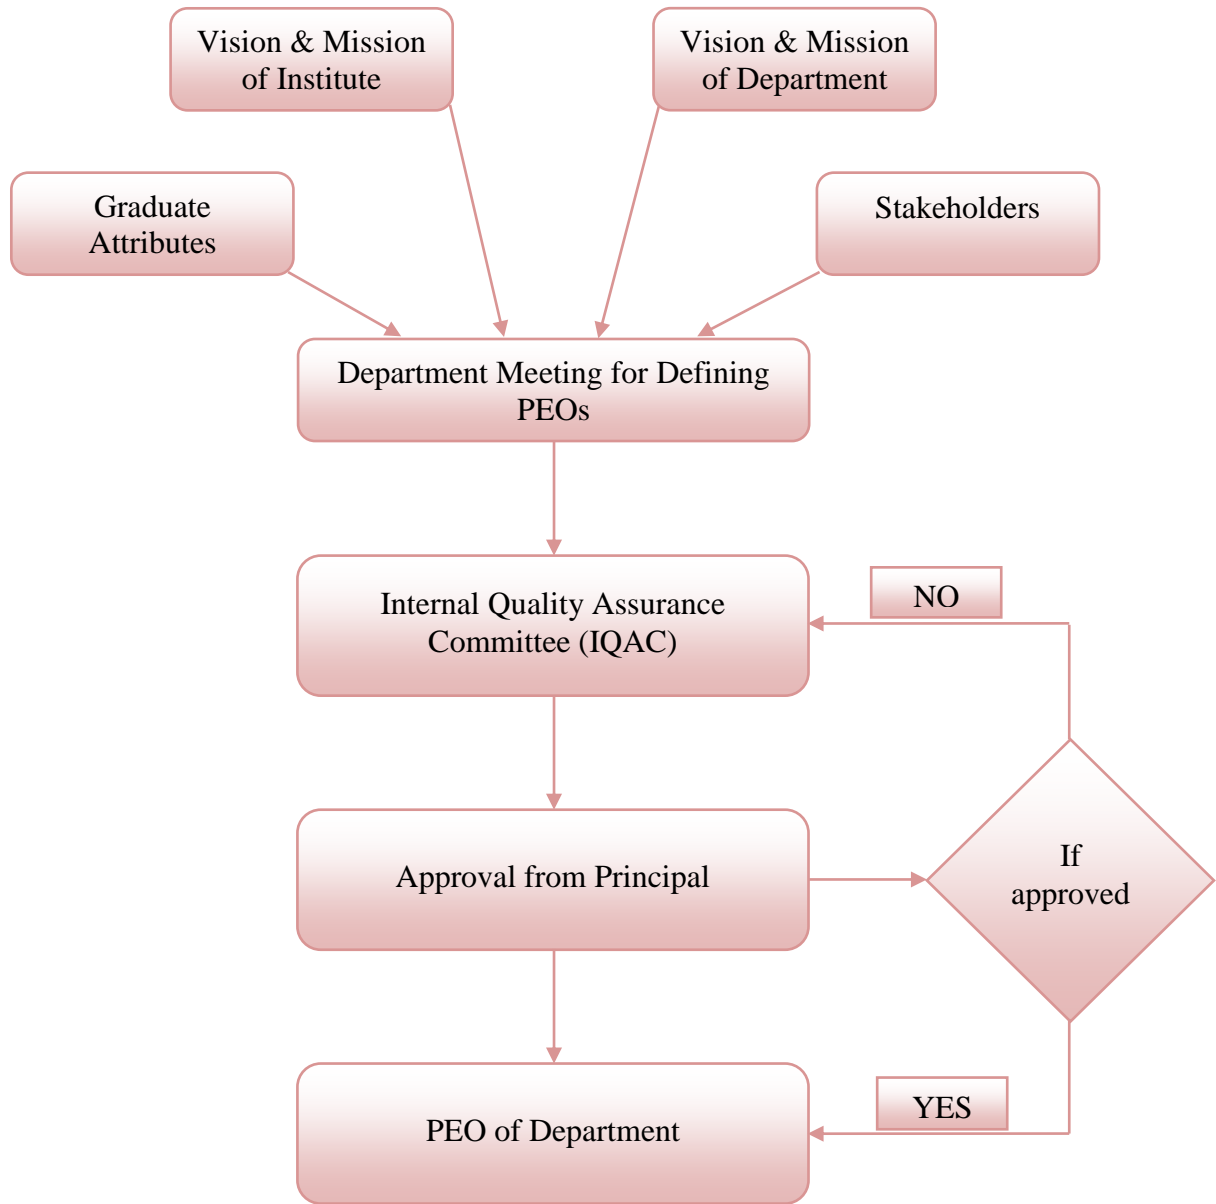 Vision & Mission
of Institute
Vision & Mission
of Department
Graduate
Attributes
Stakeholders
Department Meeting for Defining
PEOs
Internal Quality Assurance
Committee (IQAC)
NO
Approval from Principal
If
approved
PEO of Department
YES